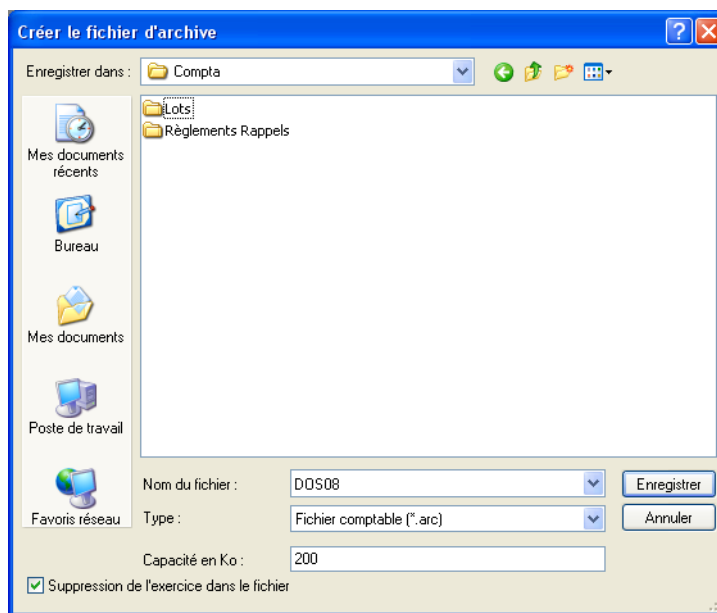 Créer le fichier d'archive
Enregistrer dans :
Compta
Lots
Règlements Rappels
Mes documents
récents
Bureau
Mes documents
Poste de travail
Favoris réseau
Nom du fichier :
DOS08
Enregistrer
Type :
Fichier comptable (*.arc)
Annuler
Capacité en Ko :
200
Suppression de l'exercice dans le fichier